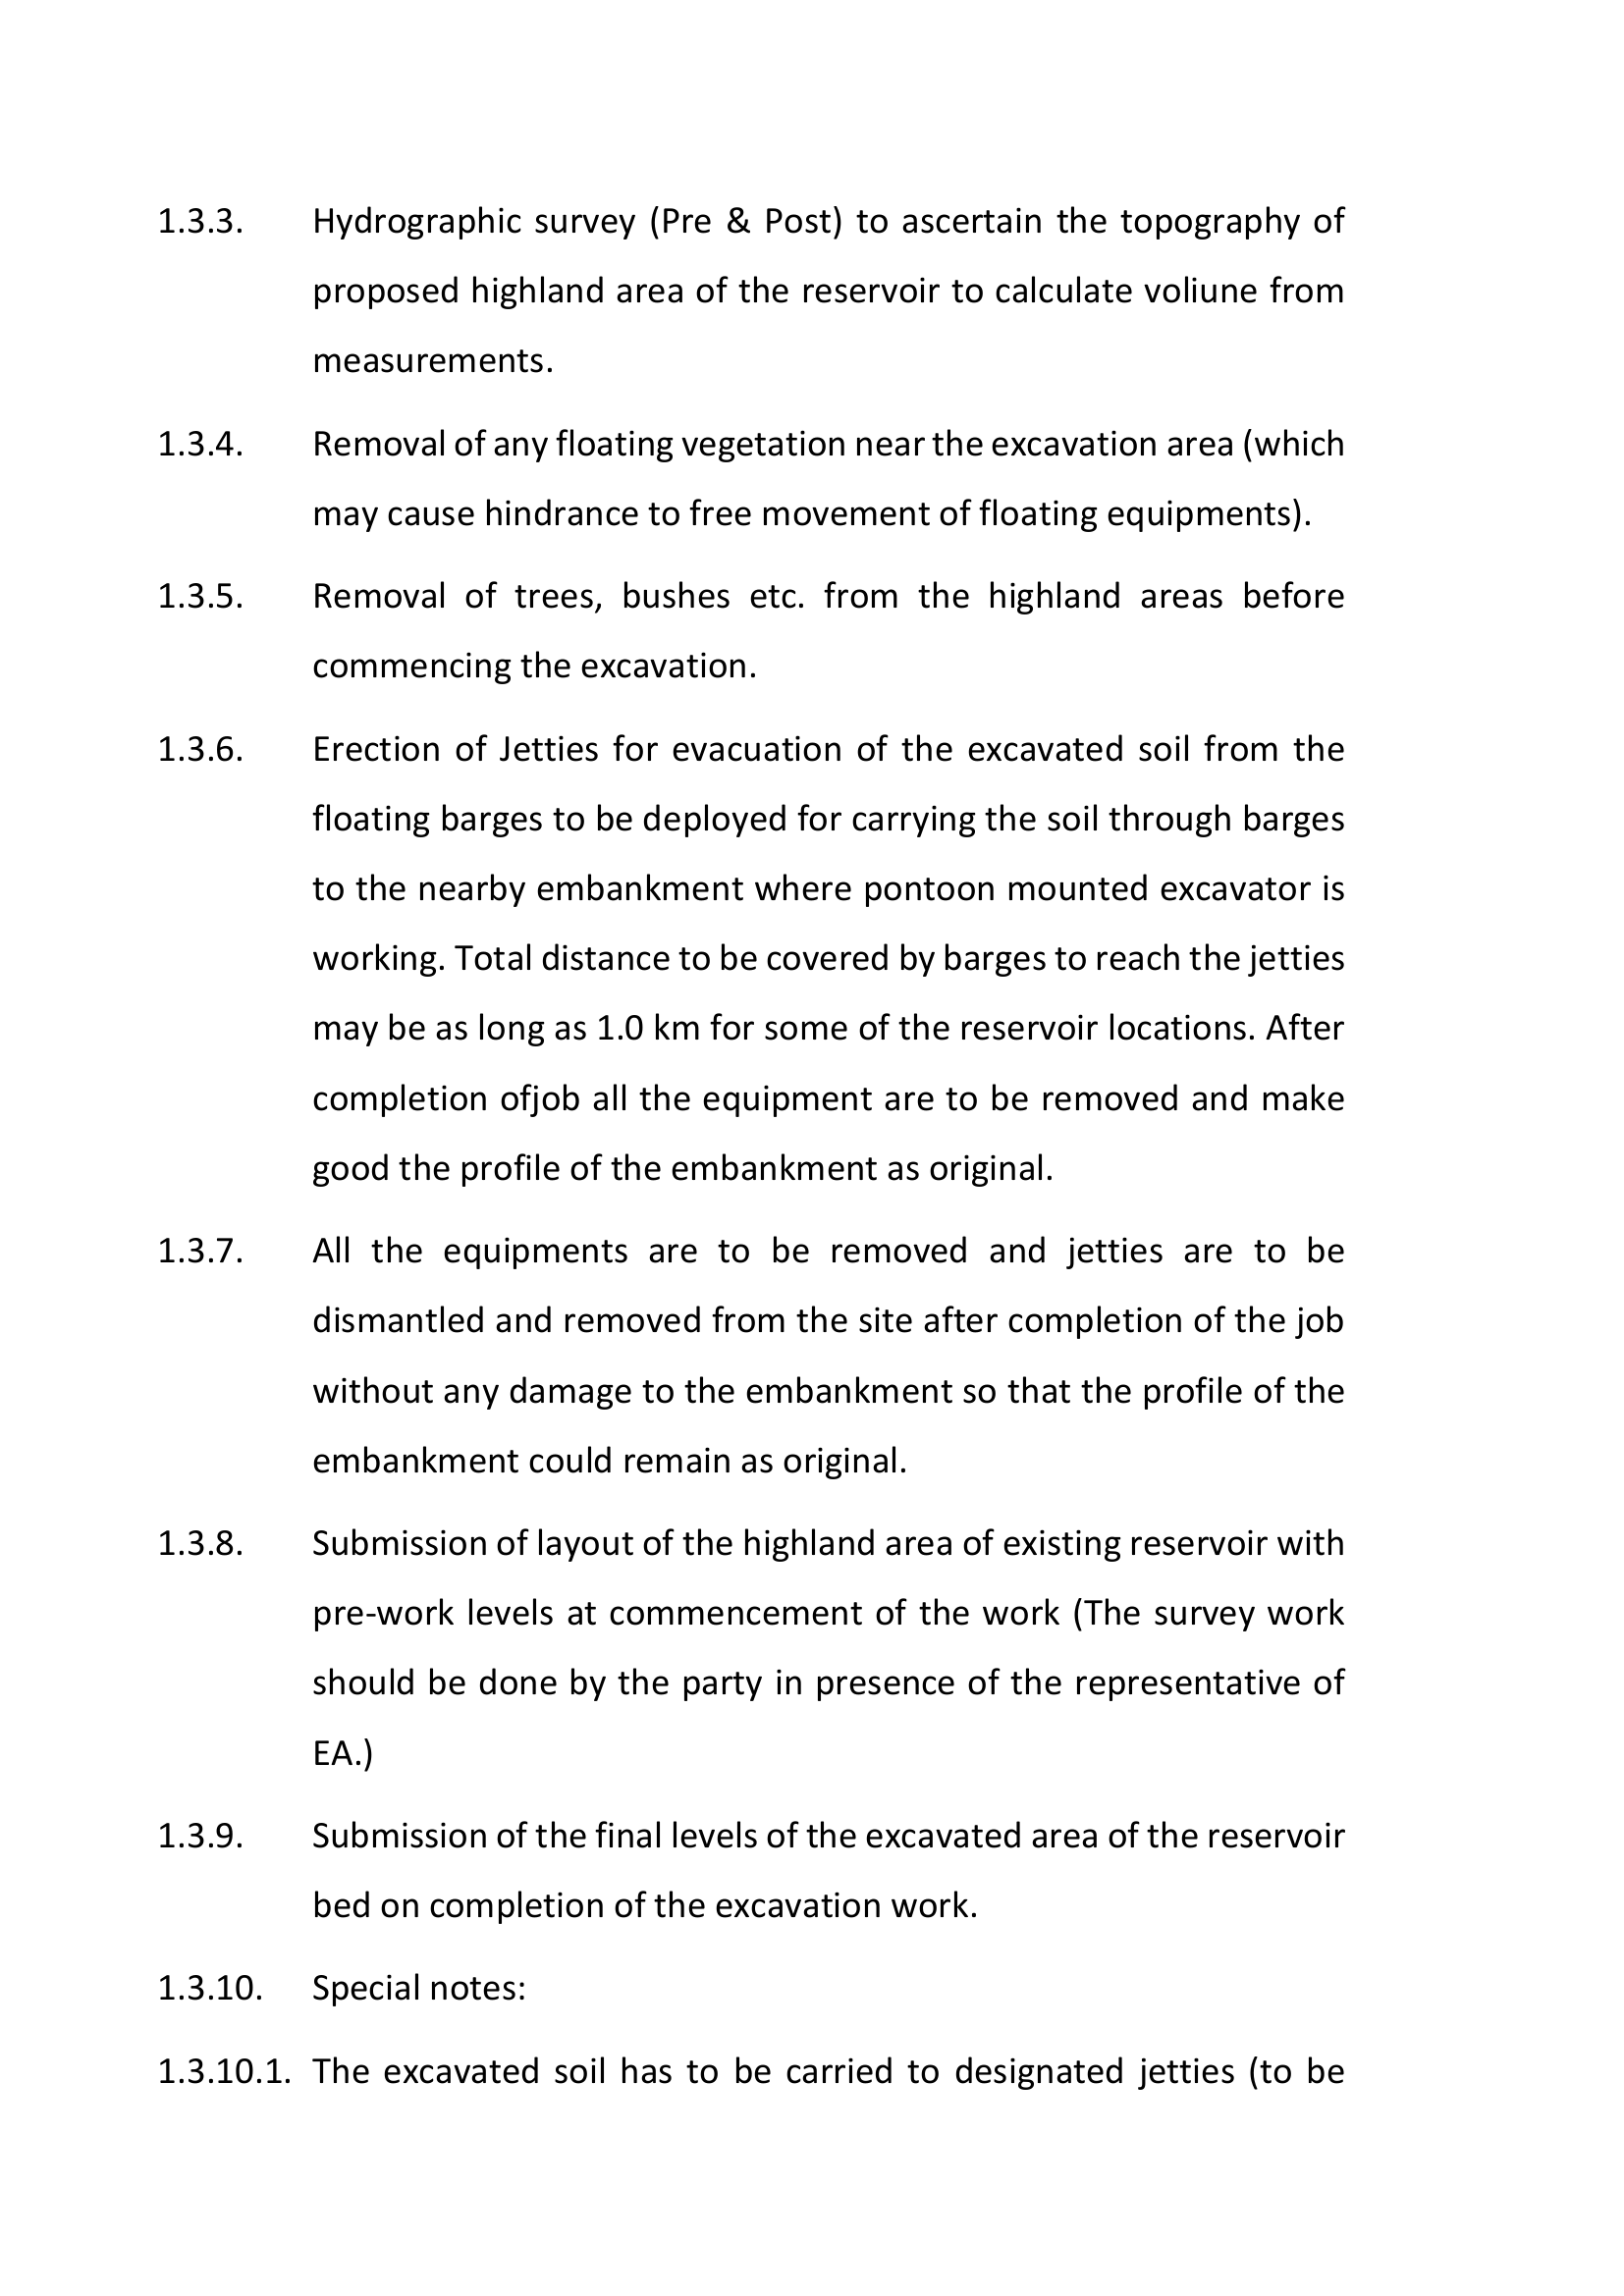 1.3.3. Hydrographic survey (Pre & Post) to ascertain the topography of
proposed highland area of the reservoir to calculate voliune from
measurements.
1.3.4. Removal of any floating vegetation near the excavation area (which
may cause hindrance to free movement of floating equipments).
1.3.5. Removal of trees, bushes etc. from the highland areas before
commencing the excavation.
1.3.6. Erection of Jetties for evacuation of the excavated soil from the
floating barges to be deployed for carrying the soil through barges
to the nearby embankment where pontoon mounted excavator is
working. Total distance to be covered by barges to reach the jetties
may be as long as 1.0 km for some of the reservoir locations. After
completion ofjob all the equipment are to be removed and make
good the profile of the embankment as original.
1.3.7. All the equipments are to be removed and jetties are to be
dismantled and removed from the site after completion of the job
without any damage to the embankment so that the profile of the
embankment could remain as original.
1.3.8. Submission of layout of the highland area of existing reservoir with
pre-work levels at commencement of the work (The survey work
should be done by the party in presence of the representative of
EA.)
1.3.9. Submission of the final levels of the excavated area of the reservoir
bed on completion of the excavation work.
1.3.10. Special notes:
1.3.10.1. The excavated soil has to be carried to designated jetties (to be